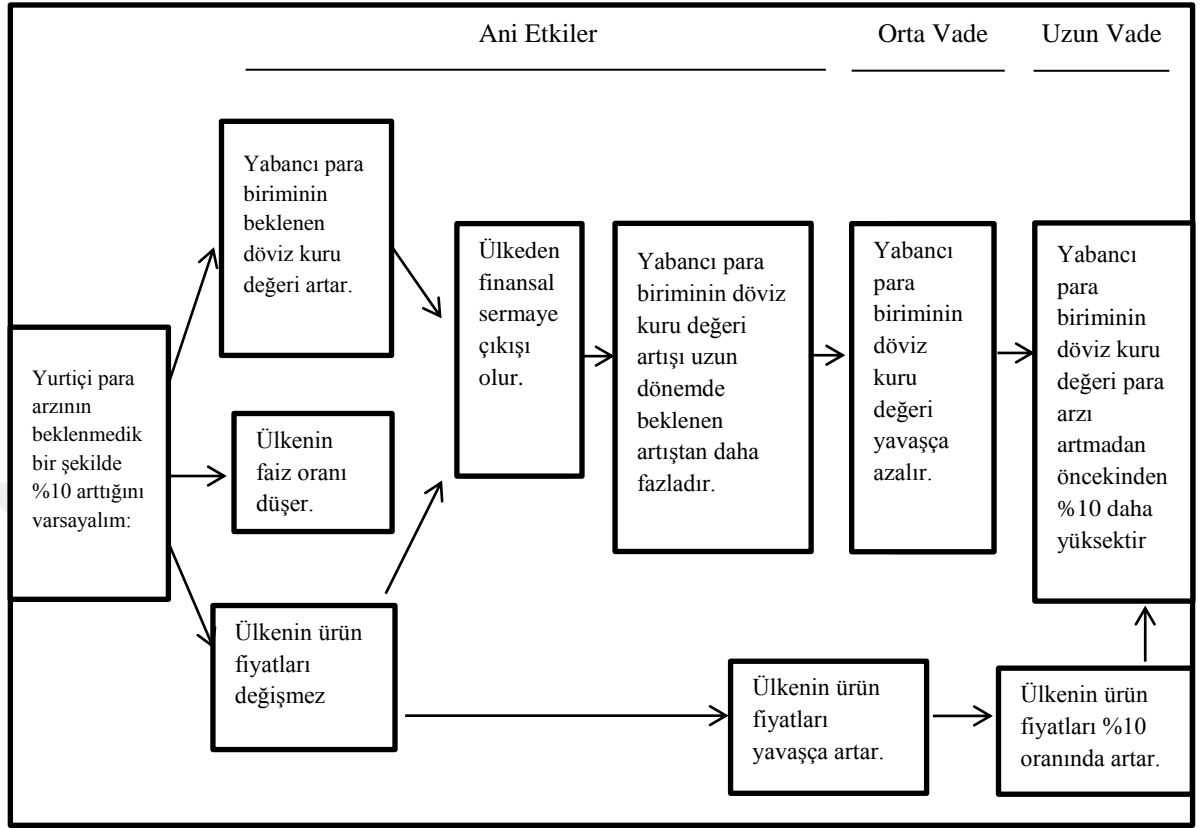 Ani Etkiler
Orta Vade
Uzun Vade
Yurtiçi para
arzının
beklenmedik
bir şekilde
%10 arttığını
varsayalım:
Yabancı para
biriminin
beklenen
döviz kuru
değeri artar.
Ülkenin
faiz oranı
düşer.
Ülkenin ürün
fiyatları
değişmez
Ülkeden
finansal
sermaye
çıkışı
olur.
Yabancı para
biriminin döviz
kuru değeri
artışı uzun
dönemde
beklenen
artıştan daha
fazladır.
Yabancı
para
biriminin
döviz
kuru
değeri
yavaşça
azalır.
Yabancı
para
biriminin
döviz kuru
değeri para
arzı
artmadan
öncekinden
%10 daha
yüksektir
Ülkenin ürün
fiyatları
yavaşça artar.
Ülkenin ürün
fiyatları %10
oranında artar.